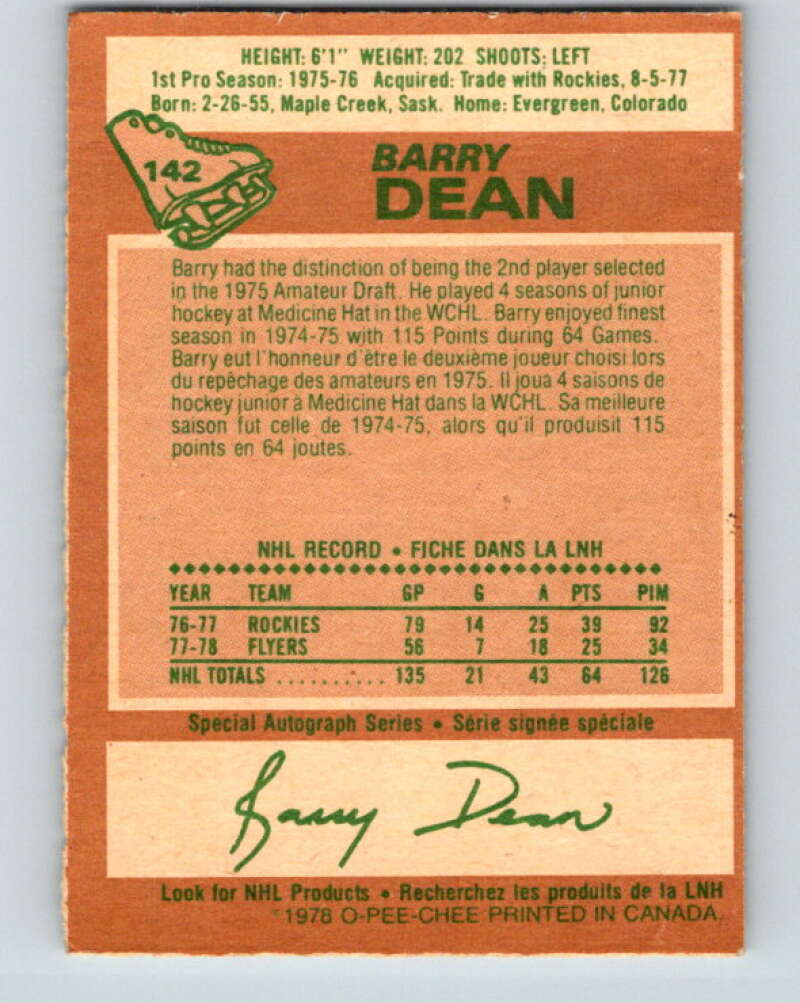 HEIGHT: 6'1" WEIGHT: 202 SHOOTS: LEFT
1st Pro Season: 1975-76 Acquired: Trade with Rockies, 8-5-77
Born: 2-26-55, Maple Creek, Sask. Home: Evergreen, Colorado
142
BARRY
DEAN
Barry had the distinction of being the 2nd player selected
in the 1975 Amateur Draft. He played 4 seasons of junior
hockey at Medicine Hat in the WCHL. Barry enjoyed finest
season in 1974-75 with 115 Points during 64 Games.
Barry eut l'honneur d'être le deuxième joueur choisi lors
du repêchage des amateurs en 1975. Il joua 4 saisons de
hockey junior à Medicine Hat dans la WCHL. Sa meilleure
saison fut celle de 1974-75, alors qu'il produisit 115
points en 64 joutes.
NHL RECORD • FICHE DANS LA LNH
YEAR TEAM GP G A PTS PIM
76-77 ROCKIES 79 14 25 39 92
77-78 FLYERS 56 7 18 25 34
NHL TOTALS .......... 135 21 43 64 126
Special Autograph Series • Série signée spéciale
Barry Dean
Look for NHL Products • Recherchez les produits de la LNH
©1978 O-PEE-CHEE PRINTED IN CANADA.